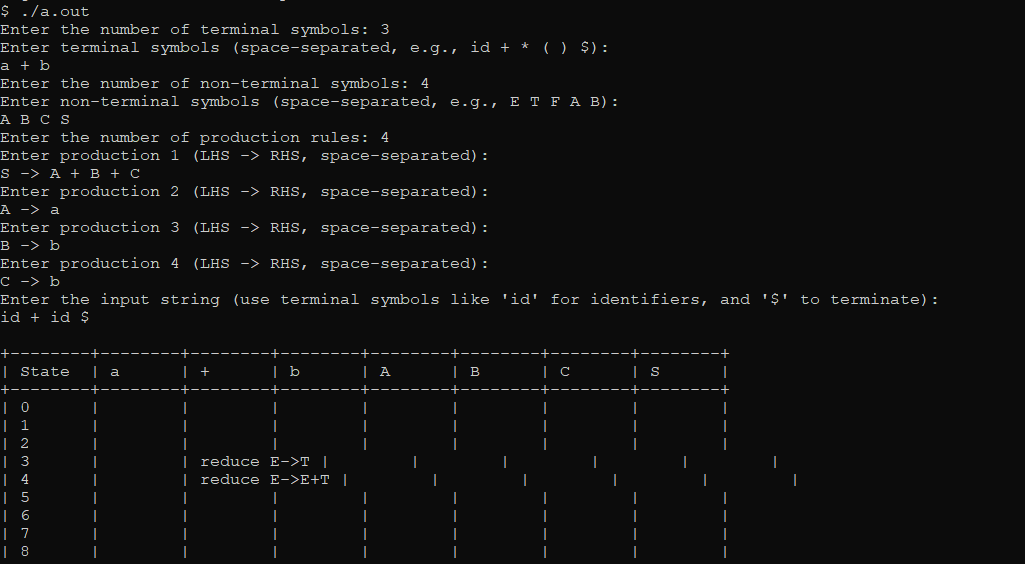 $ ./a.out
Enter the number of terminal symbols: 3
Enter terminal symbols (space-separated, e.g., id + * ( ) $):
a + b
Enter the number of non-terminal symbols: 4
Enter non-terminal symbols (space-separated, e.g., E T F A B):
A B C S
Enter the number of production rules: 4
Enter production 1 (LHS -> RHS, space-separated):
S -> A + B + C
Enter production 2 (LHS -> RHS, space-separated):
A -> a
Enter production 3 (LHS -> RHS, space-separated):
B -> b
Enter production 4 (LHS -> RHS, space-separated):
C -> b
Enter the input string (use terminal symbols like 'id' for identifiers, and '$' to terminate):
id + id $
+--------+--------+--------+--------+--------+--------+--------+--------+
| State  | a      | +      | b      | A      | B      | C      | S      |
+--------+--------+--------+--------+--------+--------+--------+--------+
| 0      |        |        |        |        |        |        |        |
| 1      |        |        |        |        |        |        |        |
| 2      |        |        |        |        |        |        |        |
| 3      |        | reduce E->T |        |        |        |        |        |
| 4      |        | reduce E->E+T |        |        |        |        |        |
| 5      |        |        |        |        |        |        |        |
| 6      |        |        |        |        |        |        |        |
| 7      |        |        |        |        |        |        |        |
| 8      |        |        |        |        |        |        |        |